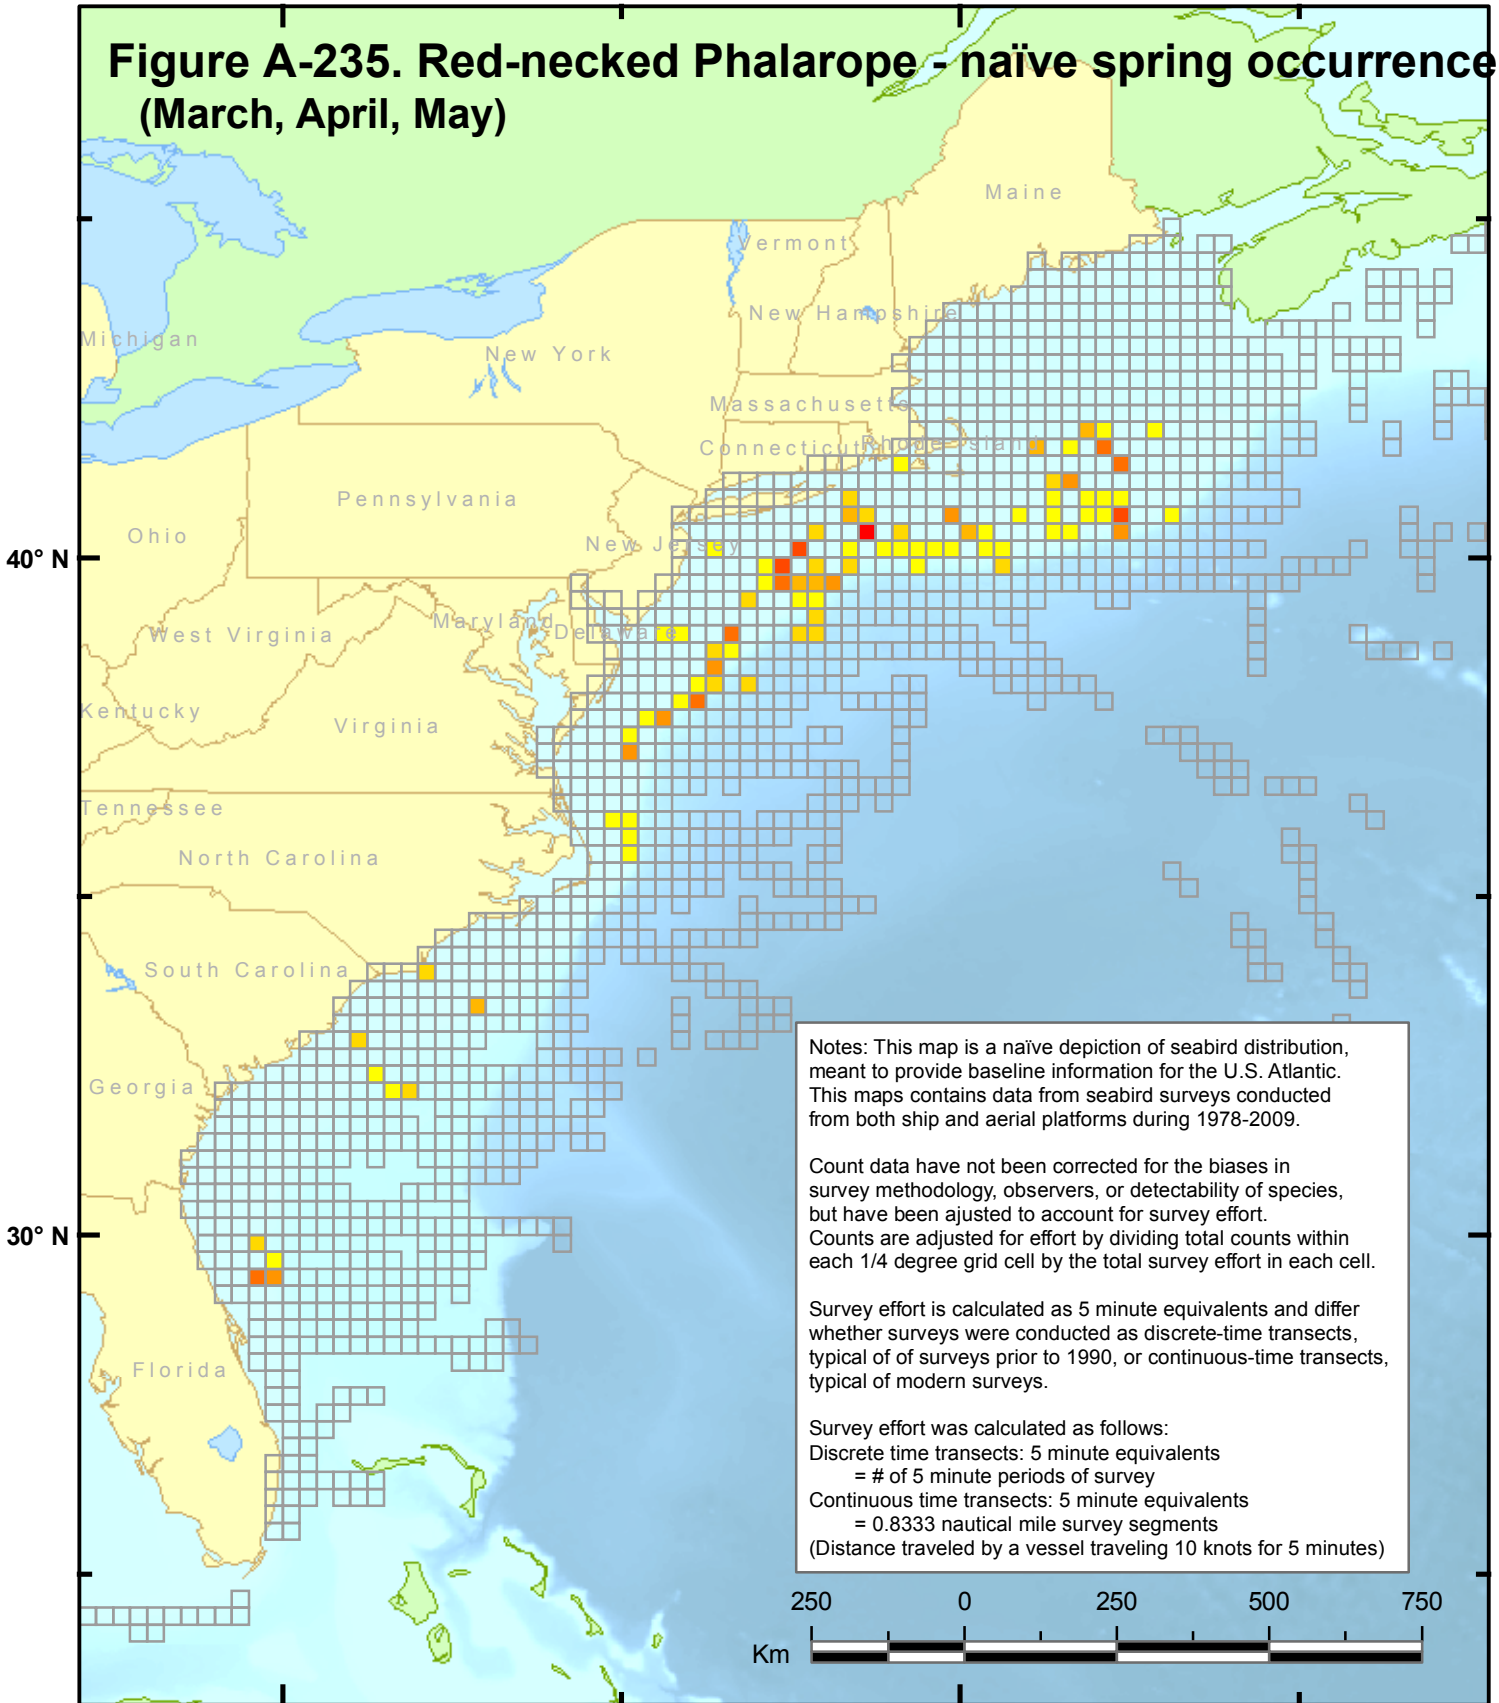 Figure A-235. Red-necked Phalarope - naïve spring occurrence
(March, April, May)
Maine
Vermont
New Hampshire
Michigan
New York
Massachusetts
Connecticut
Rhode Island
Pennsylvania
Ohio
New Jersey
40° N
West Virginia
Maryland
Delaware
Kentucky
Virginia
Tennessee
North Carolina
South Carolina
Georgia
30° N
Florida
Notes: This map is a naïve depiction of seabird distribution,
meant to provide baseline information for the U.S. Atlantic.
This maps contains data from seabird surveys conducted
from both ship and aerial platforms during 1978-2009.
Count data have not been corrected for the biases in
survey methodology, observers, or detectability of species,
but have been ajusted to account for survey effort.
Counts are adjusted for effort by dividing total counts within
each 1/4 degree grid cell by the total survey effort in each cell.
Survey effort is calculated as 5 minute equivalents and differ
whether surveys were conducted as discrete-time transects,
typical of of surveys prior to 1990, or continuous-time transects,
typical of modern surveys.
Survey effort was calculated as follows:
Discrete time transects: 5 minute equivalents
= # of 5 minute periods of survey
Continuous time transects: 5 minute equivalents
= 0.8333 nautical mile survey segments
(Distance traveled by a vessel traveling 10 knots for 5 minutes)
250 0 250 500 750
Km